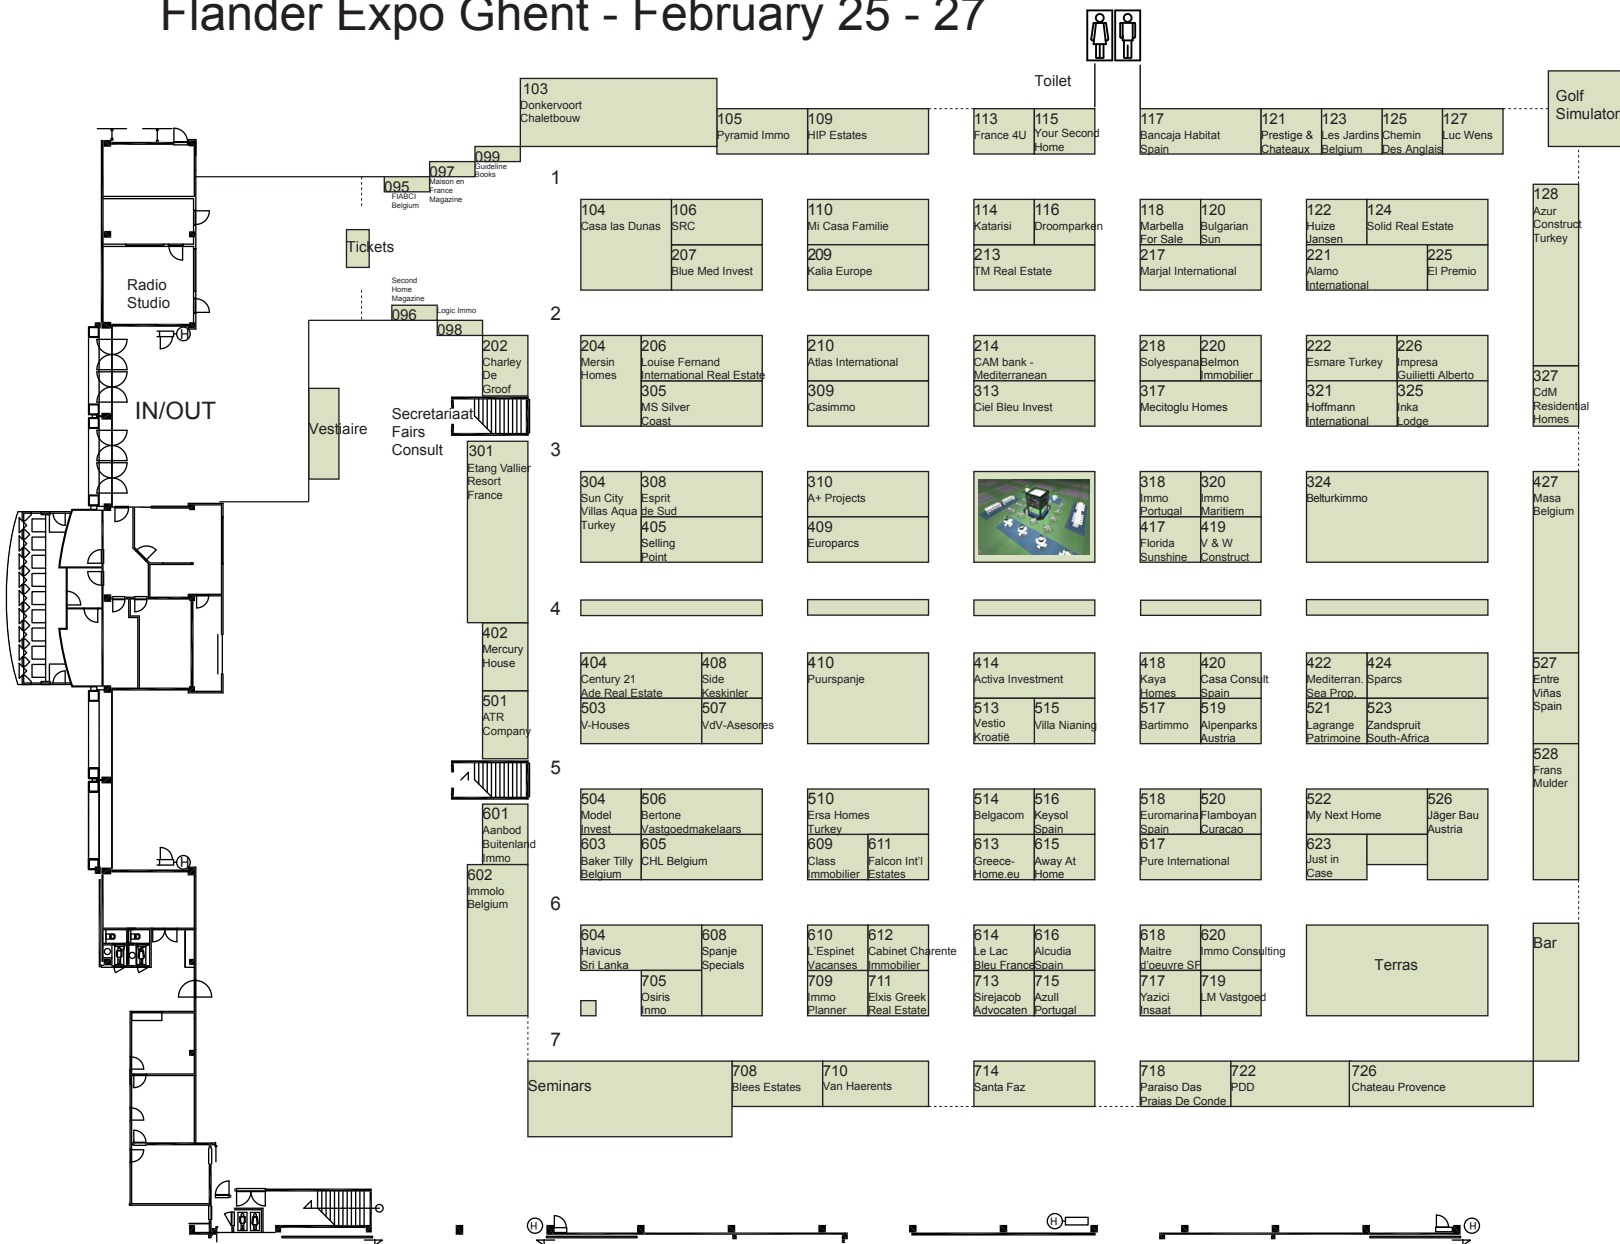 Flander Expo Ghent - February 25 - 27
Toilet
Golf
Simulator
103
Donkervoort
Chaletbouw
105
Pyramid Immo
109
HIP Estates
113
France 4U
115
Your Second
Home
117
Bancaja Habitat
Spain
121
Prestige &
Chateaux
123
Les Jardins
Belgium
125
Chemin
Des Anglais
127
Luc Wens
099
Guideline
Books
097
Maison en
France
Magazine
095
FIABCI
Belgium
1
104
Casa las Dunas
106
SRC
207
Blue Med Invest
110
Mi Casa Familie
209
Kalia Europe
114
Katarisi
116
Droomparken
213
TM Real Estate
118
Marbella
For Sale
120
Bulgarian
Sun
217
Marjal International
122
Huize
Jansen
124
Solid Real Estate
221
Alamo
International
225
El Premio
128
Azur
Construct
Turkey
Tickets
Radio
Studio
Second
Home
Magazine
096
Logic Immo
098
2
202
Charley
De
Groof
204
Mersin
Homes
206
Louise Fernand
International Real Estate
305
MS Silver
Coast
210
Atlas International
309
Casimmo
214
CAM bank -
Mediterranean
313
Ciel Bleu Invest
218
Solyespana
220
Belmon
Immobilier
317
Mecitoglu Homes
222
Esmare Turkey
226
Impresa
Guilietti Alberto
321
Hoffmann
International
325
Inka
Lodge
327
CdM
Residential
Homes
IN/OUT
Vestiaire
Secretariaat
Fairs
Consult
3
301
Etang Vallier
Resort
France
304
Sun City
Villas Aqua
Turkey
308
Esprit
de Sud
405
Selling
Point
310
A+ Projects
409
Europarcs
318
Immo
Portugal
320
Immo
Maritiem
417
Florida
Sunshine
419
V & W
Construct
324
Belturkimmo
427
Masa
Belgium
4
402
Mercury
House
404
Century 21
Ade Real Estate
408
Side
Keskinler
503
V-Houses
507
VdV-Asesores
410
Puurspanje
414
Activa Investment
513
Vestio
Kroatië
515
Villa Nianing
418
Kaya
Homes
420
Casa Consult
Spain
517
Bartimmo
519
Alpenparks
Austria
422
Mediterran.
Sea Prop.
424
Sparcs
521
Lagrange
Patrimoine
523
Zandspruit
South-Africa
527
Entre
Viñas
Spain
501
ATR
Company
5
528
Frans
Mulder
504
Model
Invest
506
Bertone
Vastgoedmakelaars
603
Baker Tilly
Belgium
605
CHL Belgium
510
Ersa Homes
Turkey
609
Class
Immobilier
611
Falcon Int'l
Estates
514
Belgacom
516
Keysol
Spain
613
Greece-
Home.eu
615
Away At
Home
518
Euromarina
Spain
520
Flamboyan
Curacao
617
Pure International
522
My Next Home
526
Jäger Bau
Austria
623
Just in
Case
601
Aanbod
Buitenland
Immo
602
Immolo
Belgium
6
604
Havicus
Sri Lanka
608
Spanje
Specials
705
Osiris
Inmo
610
L'Espinet
Vacanses
612
Cabinet Charente
Immobilier
709
Immo
Planner
711
Elxis Greek
Real Estate
614
Le Lac
Bleu France
616
Alcudia
Spain
713
Sirejacob
Advocaten
715
Azull
Portugal
618
Maitre
d'oeuvre SF
620
Immo Consulting
717
Yazici
Insaat
719
LM Vastgoed
Terras
Bar
7
Seminars
708
Blees Estates
710
Van Haerents
714
Santa Faz
718
Paraiso Das
Praias De Conde
722
PDD
726
Chateau Provence
H
H
H
H
H